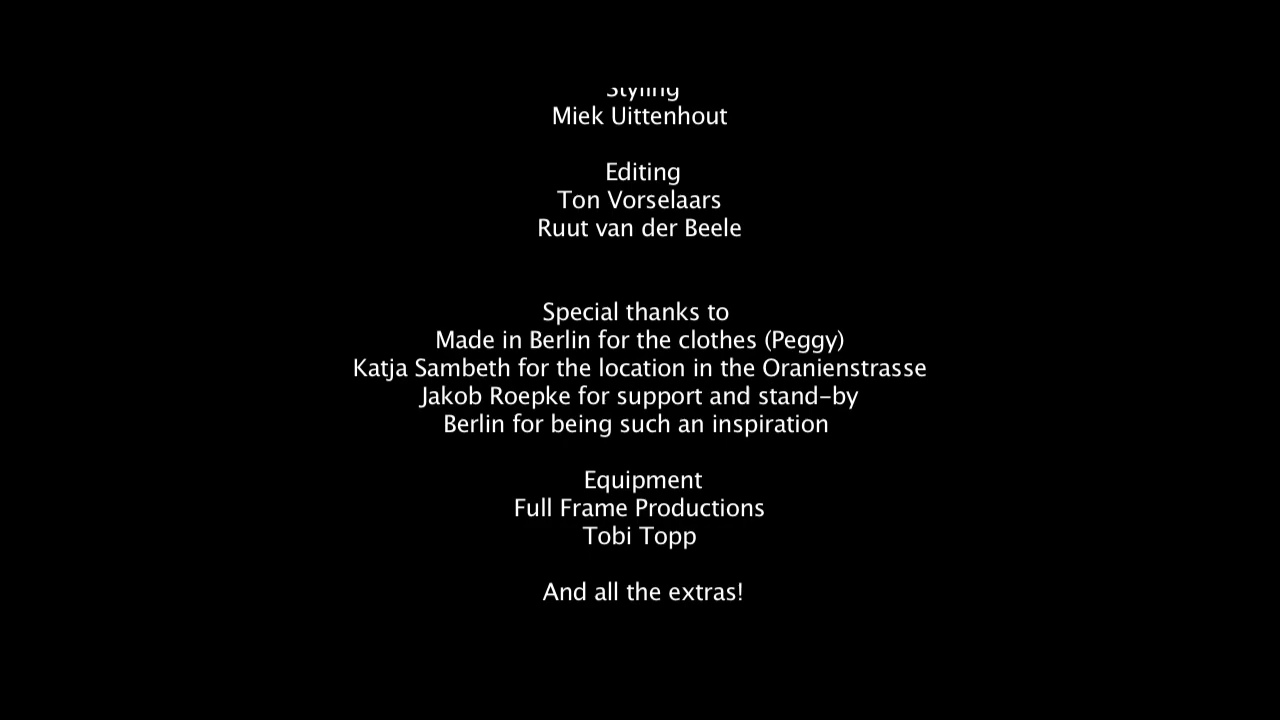 Styling
Miek Uittenhout
Editing
Ton Vorselaars
Ruut van der Beele
Special thanks to
Made in Berlin for the clothes (Peggy)
Katja Sambeth for the location in the Oranienstrasse
Jakob Roepke for support and stand-by
Berlin for being such an inspiration
Equipment
Full Frame Productions
Tobi Topp
And all the extras!